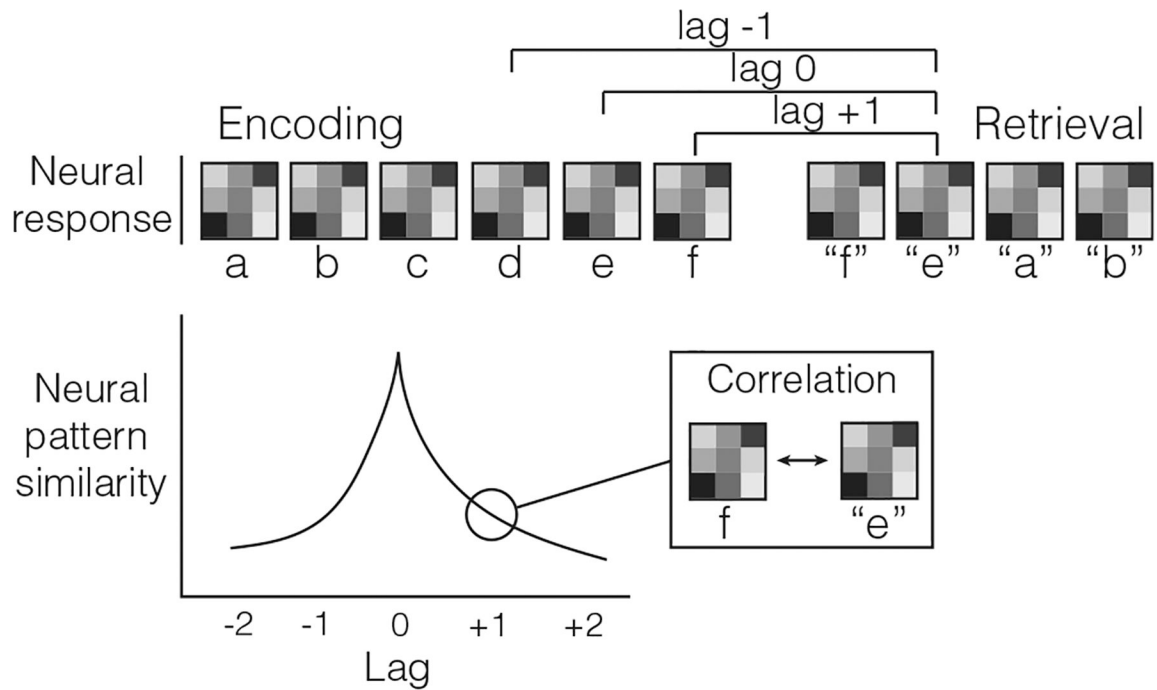 lag -1
lag 0
lag +1
Encoding
Retrieval
Neural
response
a b c d e f “f” “e” “a” “b”
Neural
pattern
similarity
Correlation
f “e”
-2 -1 0 +1 +2
Lag